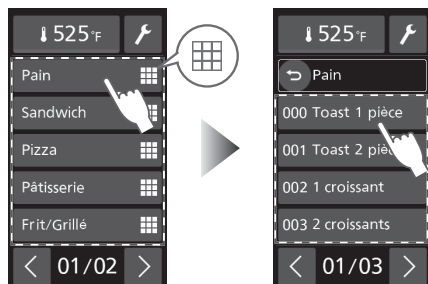 525°F
Pain
Sandwich
Pizza
Pâtisserie
Frit/Grillé
01/02
525°F
Pain
000 Toast 1 pièce
001 Toast 2 piè
002 1 croissant
003 2 croissants
01/03